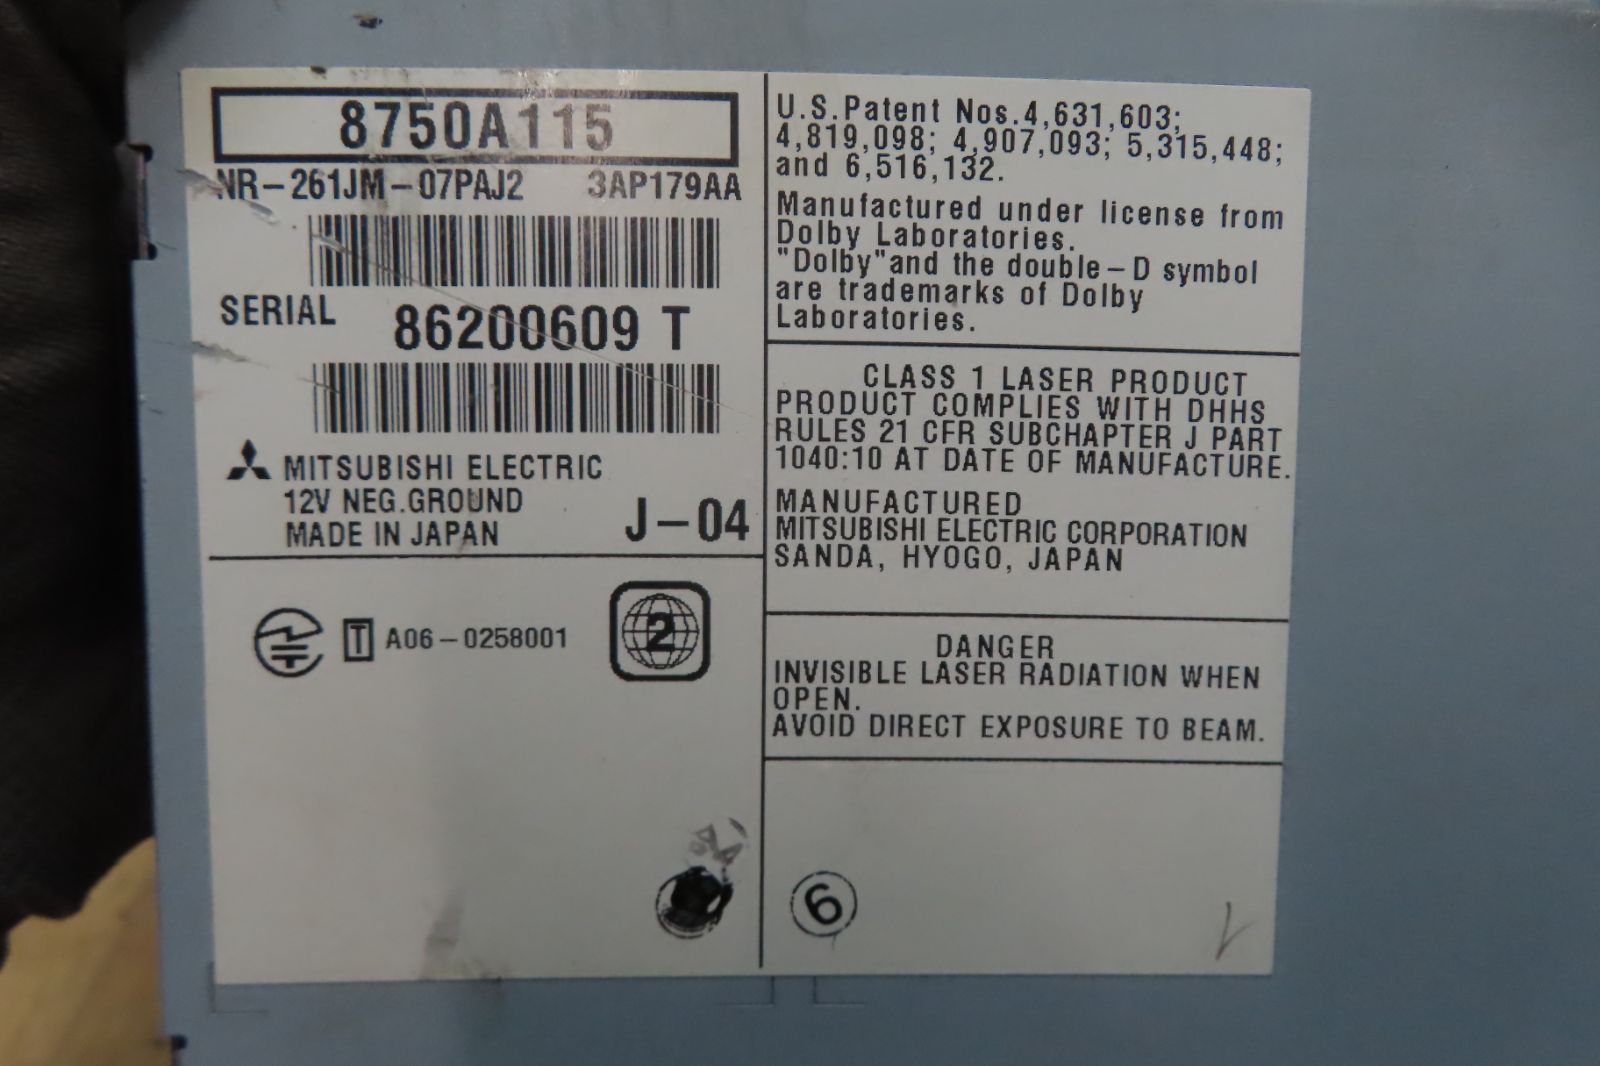 8750A115
NR-261JM-07PAJ2 3AP179AA
SERIAL 86200609 T
MITSUBISHI ELECTRIC
12V NEG.GROUND
MADE IN JAPAN J-04
T A06-0258001 2
U.S.Patent Nos.4,631,603;
4,819,098; 4,907,093; 5,315,448;
and 6,516,132.
Manufactured under license from
Dolby Laboratories.
"Dolby"and the double-D symbol
are trademarks of Dolby
Laboratories.
CLASS 1 LASER PRODUCT
PRODUCT COMPLIES WITH DHHS
RULES 21 CFR SUBCHAPTER J PART
1040:10 AT DATE OF MANUFACTURE.
MANUFACTURED
MITSUBISHI ELECTRIC CORPORATION
SANDA, HYOGO, JAPAN
DANGER
INVISIBLE LASER RADIATION WHEN
OPEN.
AVOID DIRECT EXPOSURE TO BEAM.